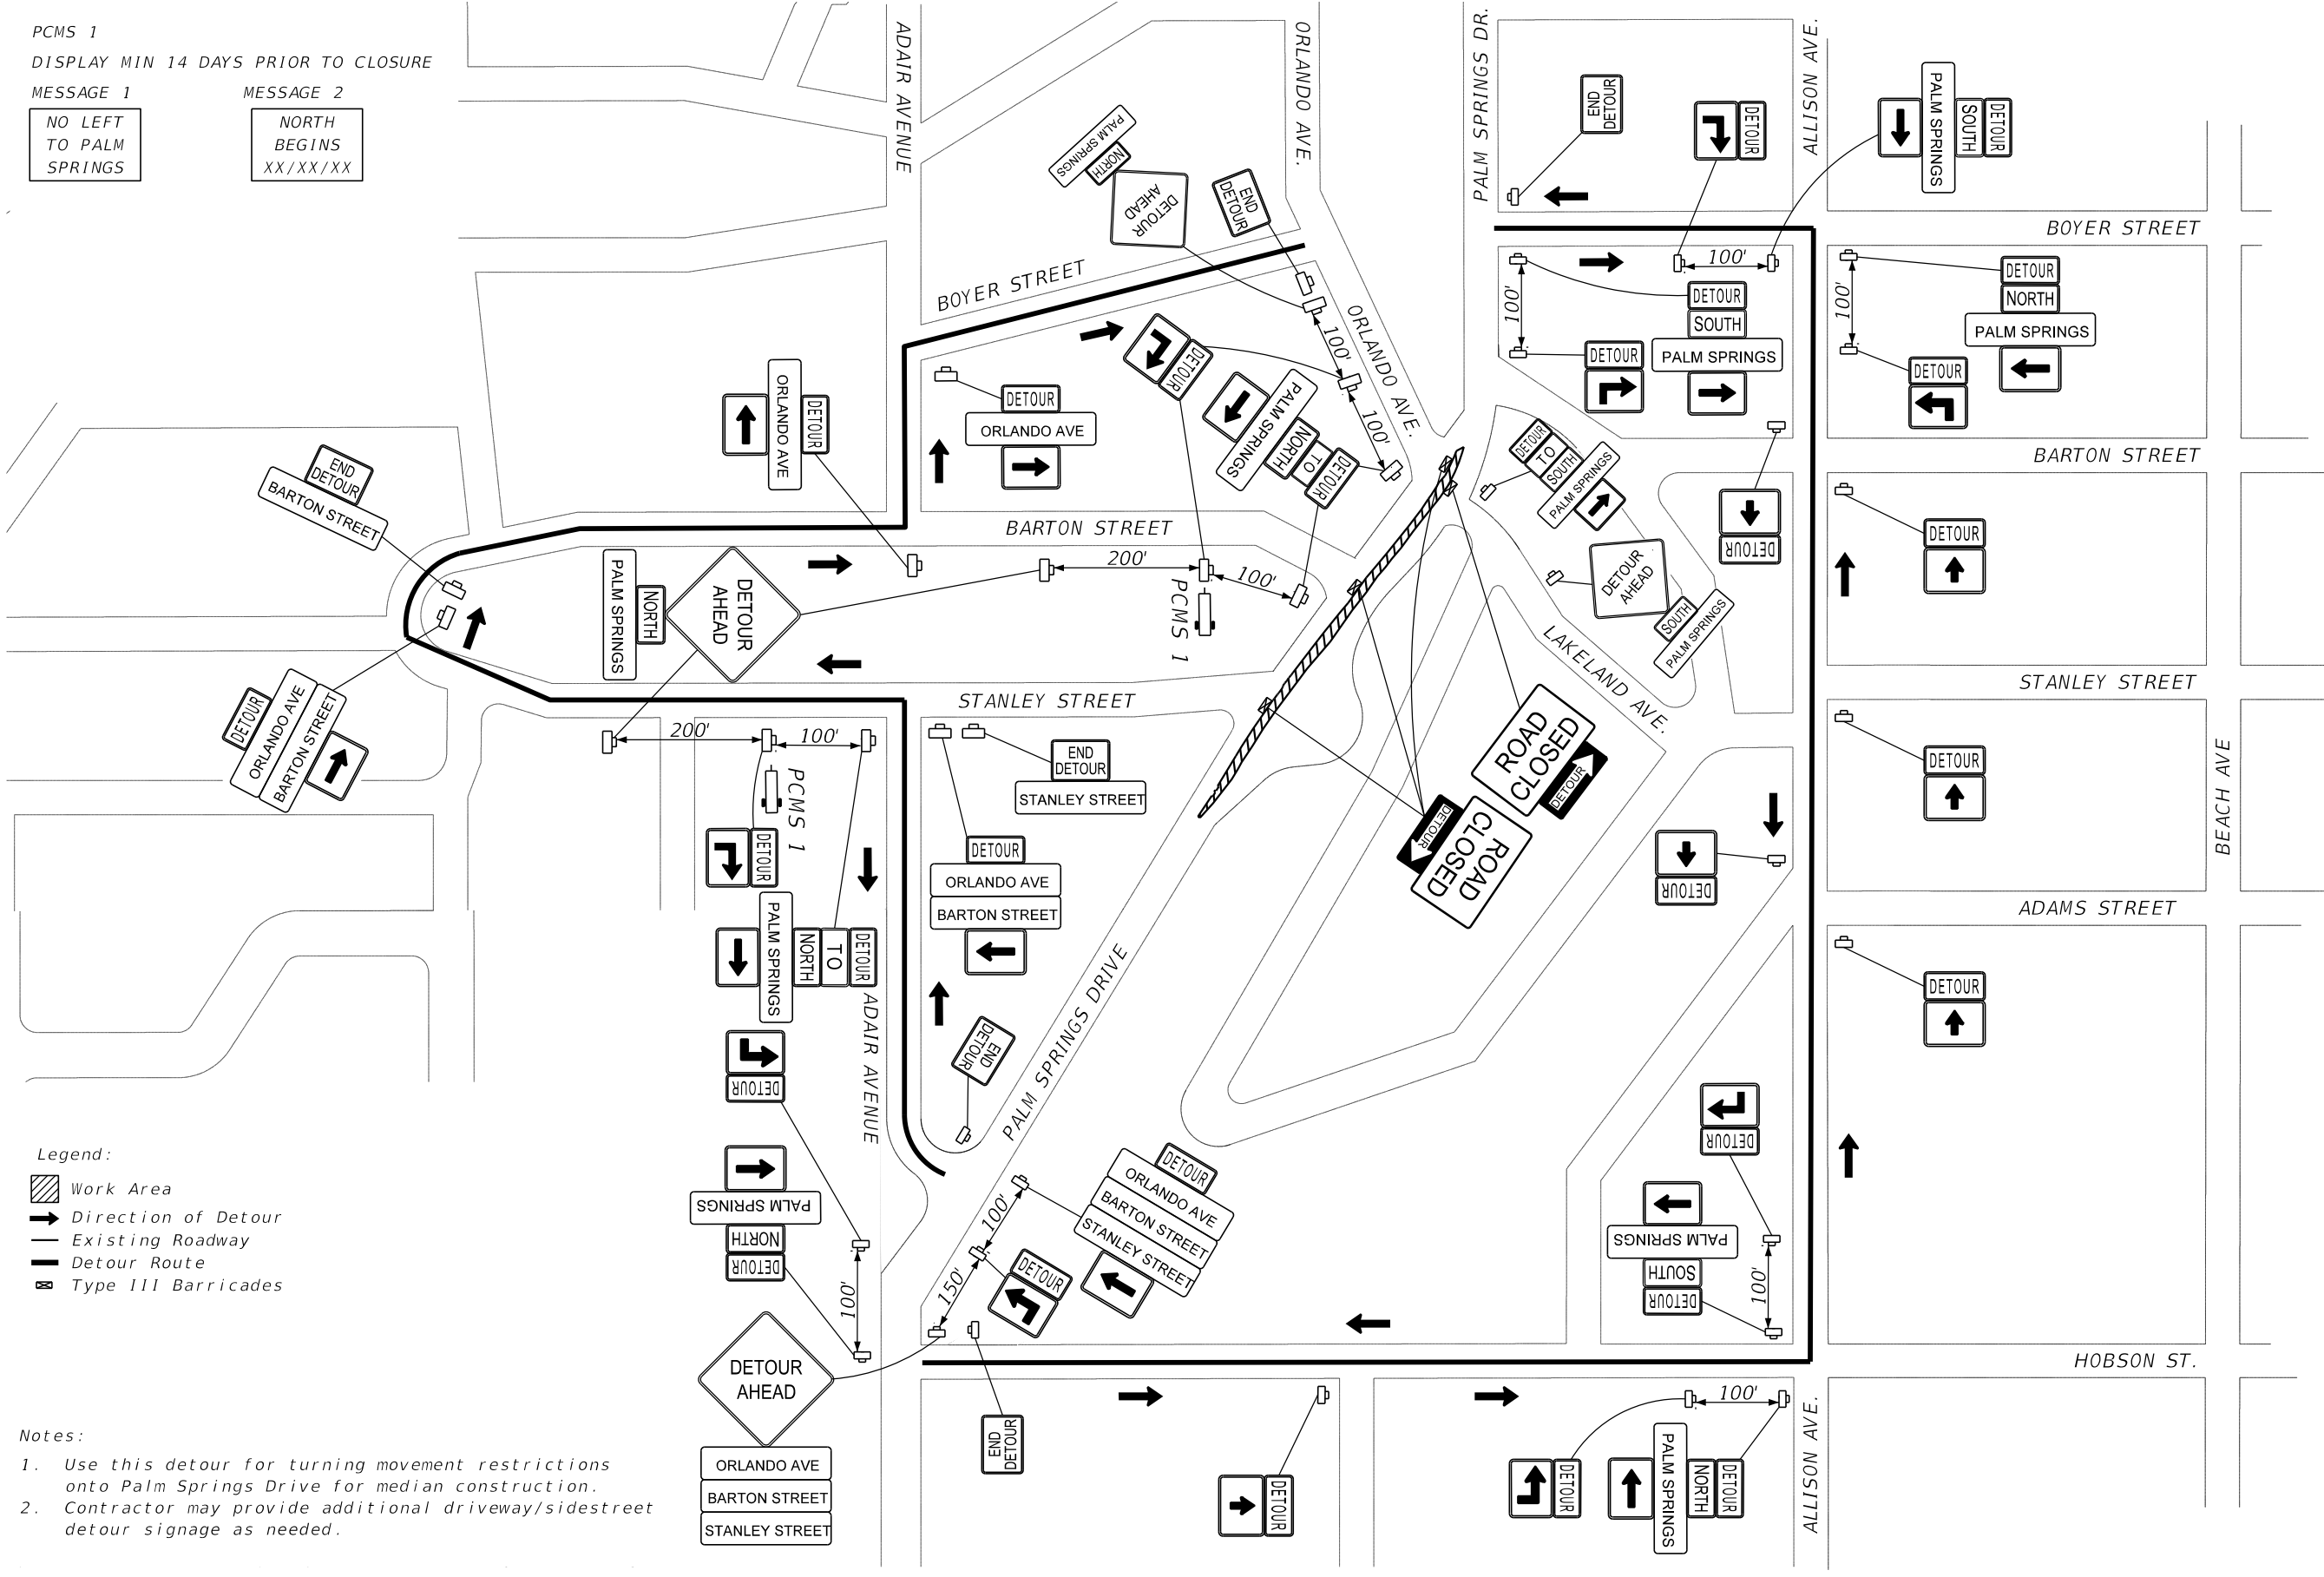 PCMS 1
DISPLAY MIN 14 DAYS PRIOR TO CLOSURE
MESSAGE 1
MESSAGE 2
NO LEFT
TO PALM
SPRINGS
NORTH
BEGINS
XX/XX/XX
ADAIR AVENUE
ORLANDO AVE.
PALM SPRINGS DR.
ALLISON AVE.
PALM SPRINGS
NORTH
DETOUR
AHEAD
END
DETOUR
END
DETOUR
DETOUR
PALM SPRINGS
SOUTH
DETOUR
BOYER STREET
BOYER STREET
100'
100'
100'
DETOUR
SOUTH
PALM SPRINGS
DETOUR
DETOUR
NORTH
PALM SPRINGS
DETOUR
ORLANDO AVE.
100'
100'
DETOUR
PALM SPRINGS
NORTH
TO
DETOUR
ORLANDO AVE
DETOUR
DETOUR
ORLANDO AVE
END
DETOUR
BARTON STREET
BARTON STREET
BARTON STREET
DETOUR
TO
SOUTH
PALM SPRINGS
DETOUR
DETOUR
DETOUR
AHEAD
SOUTH
PALM SPRINGS
PALM SPRINGS
NORTH
DETOUR
AHEAD
200'
100'
PCMS 1
LAKELAND AVE.
STANLEY STREET
STANLEY STREET
DETOUR
ORLANDO AVE
BARTON STREET
200'
100'
PCMS 1
DETOUR
END
DETOUR
STANLEY STREET
DETOUR
ORLANDO AVE
BARTON STREET
ROAD
CLOSED
DETOUR
DETOUR
ROAD
CLOSED
DETOUR
DETOUR
BEACH AVE
ADAMS STREET
DETOUR
PALM SPRINGS
NORTH
TO
DETOUR
ADAIR AVENUE
END
DETOUR
PALM SPRINGS DRIVE
DETOUR
PALM SPRINGS
NORTH
DETOUR
100'
100'
150'
DETOUR
ORLANDO AVE
BARTON STREET
STANLEY STREET
DETOUR
DETOUR
PALM SPRINGS
SOUTH
DETOUR
100'
Legend:
Work Area
Direction of Detour
Existing Roadway
Detour Route
Type III Barricades
DETOUR
AHEAD
ORLANDO AVE
BARTON STREET
STANLEY STREET
HOBSON ST.
END
DETOUR
DETOUR
DETOUR
PALM SPRINGS
NORTH
DETOUR
100'
ALLISON AVE.
Notes:
1. Use this detour for turning movement restrictions
onto Palm Springs Drive for median construction.
2. Contractor may provide additional driveway/sidestreet
detour signage as needed.